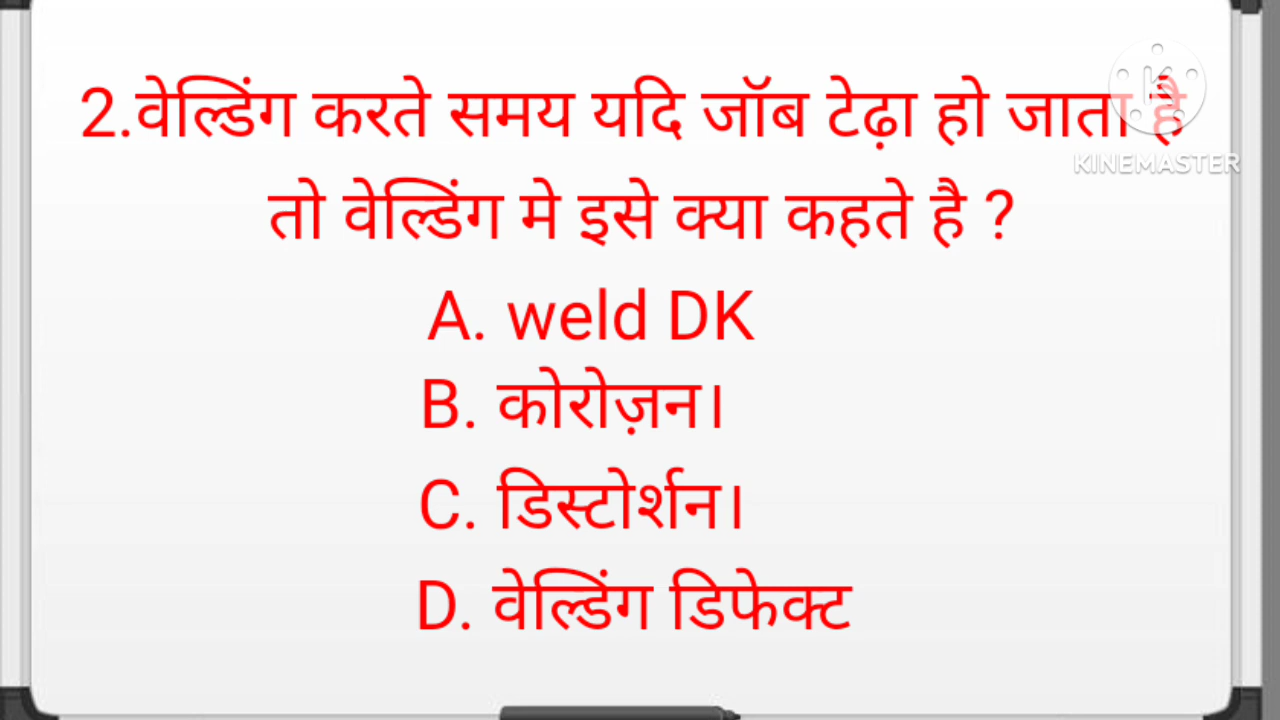 2.वेल्डिंग करते समय यदि जॉब टेढ़ा हो जाता है
KINEMASTER
तो वेल्डिंग मे इसे क्या कहते है ?
A. weld DK
B. कोरोज़न।
C. डिस्टोर्शन।
D. वेल्डिंग डिफेक्ट